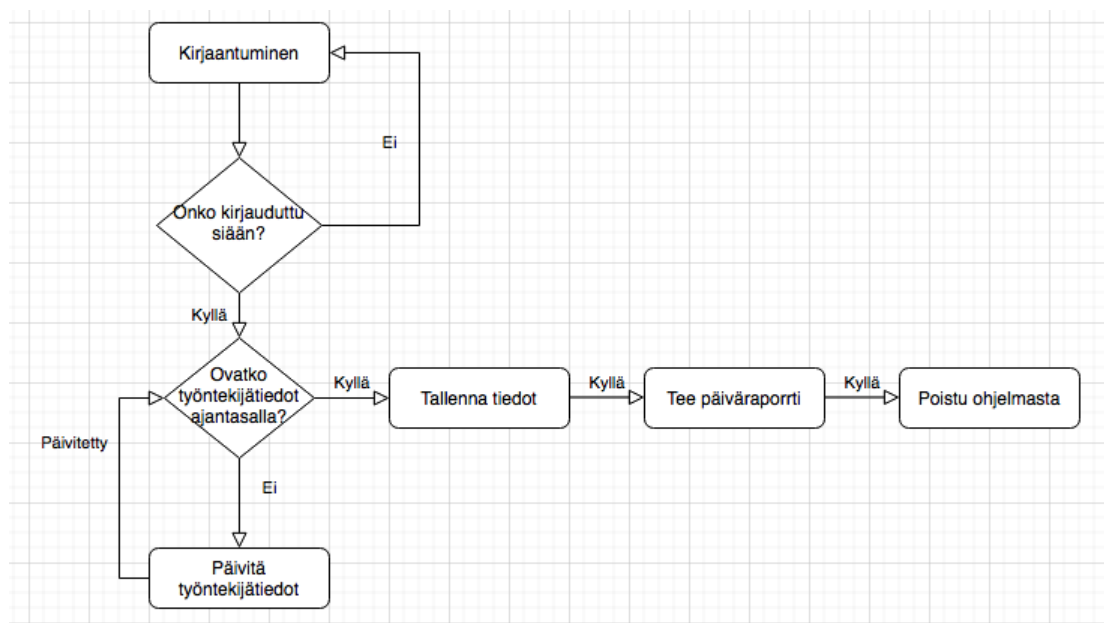 Kirjaantuminen
Ei
Onko kirjauduttu
siään?
Kyllä
Ovatko
työntekijätiedot
ajantasalla?
Kyllä
Tallenna tiedot
Kyllä
Tee päiväraporrti
Kyllä
Poistu ohjelmasta
Päivitetty
Ei
Päivitä
työntekijätiedot